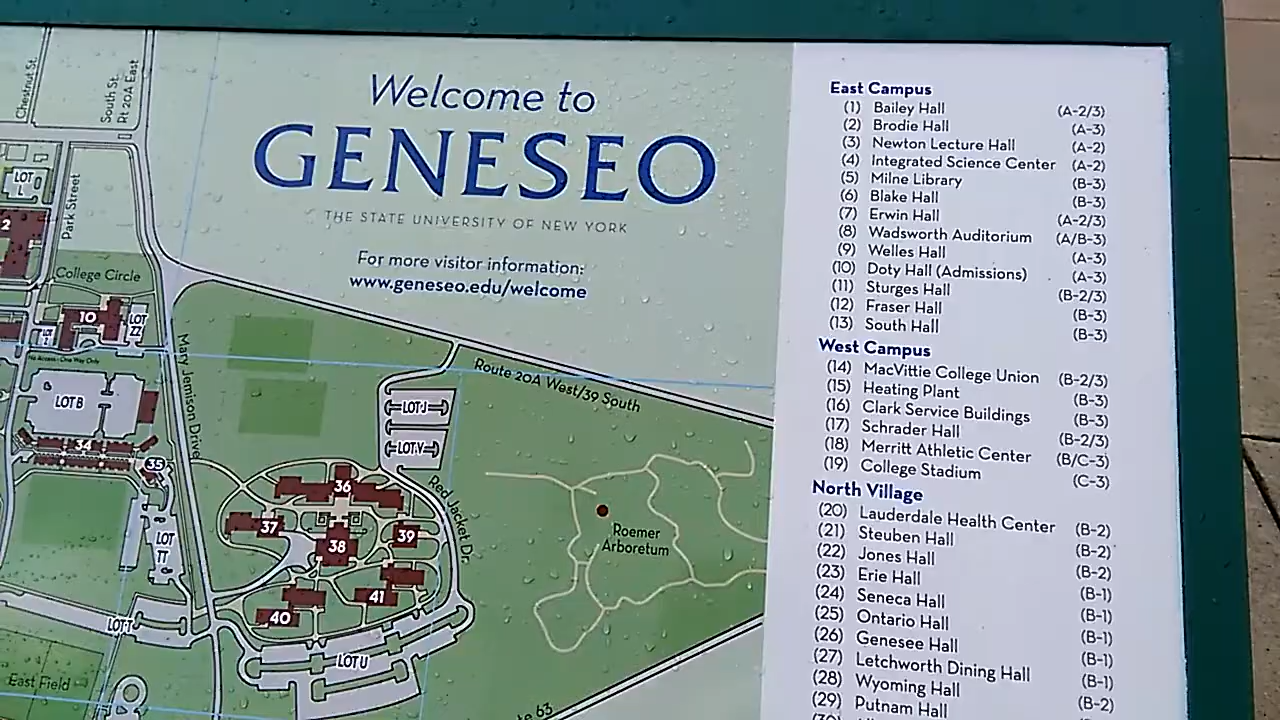 Welcome to
GENESEO
THE STATE UNIVERSITY OF NEW YORK
For more visitor information:
www.geneseo.edu/welcome
Chestnut St.
South St.
Rt 20A East
Park Street
LOT L
2
College Circle
10
LOT Z2
No Access - One Way Only
LOT B
34
35
Mary Jemison Drive
Route 20A West/39 South
LOT J
LOT V
Red Jacket Dr.
36
37
38
39
40
41
Roemer
Arboretum
LOT
LOT T
LOT U
East Field
63
East Campus
(1) Bailey Hall (A-2/3)
(2) Brodie Hall (A-3)
(3) Newton Lecture Hall (A-2)
(4) Integrated Science Center (A-2)
(5) Milne Library (B-3)
(6) Blake Hall (B-3)
(7) Erwin Hall (A-2/3)
(8) Wadsworth Auditorium (A/B-3)
(9) Welles Hall (A-3)
(10) Doty Hall (Admissions) (A-3)
(11) Sturges Hall (B-2/3)
(12) Fraser Hall (B-3)
(13) South Hall (B-3)
West Campus
(14) MacVittie College Union (B-2/3)
(15) Heating Plant (B-3)
(16) Clark Service Buildings (B-3)
(17) Schrader Hall (B-2/3)
(18) Merritt Athletic Center (B/C-3)
(19) College Stadium (C-3)
North Village
(20) Lauderdale Health Center (B-2)
(21) Steuben Hall (B-2)
(22) Jones Hall (B-2)
(23) Erie Hall (B-1)
(24) Seneca Hall (B-1)
(25) Ontario Hall (B-1)
(26) Genesee Hall (B-1)
(27) Letchworth Dining Hall (B-1)
(28) Wyoming Hall (B-2)
(29) Putnam Hall